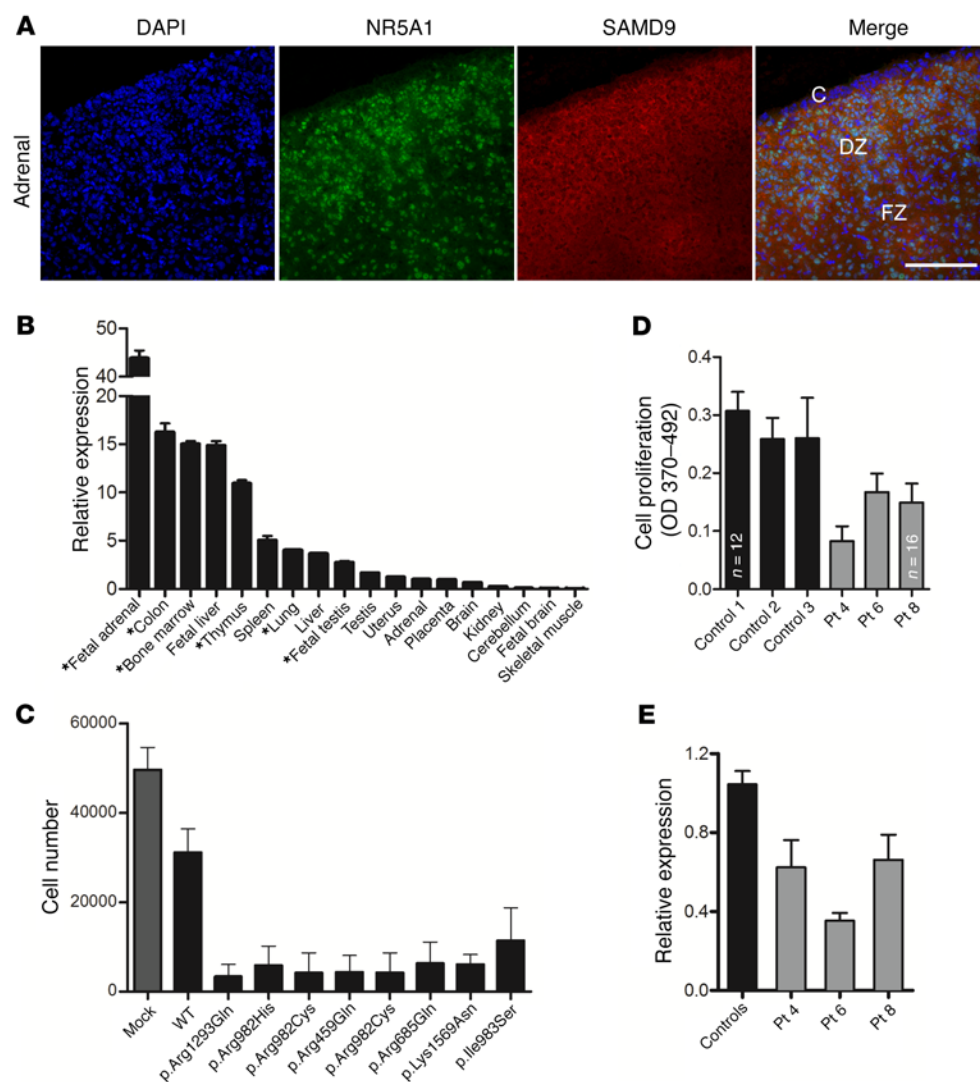 A
DAPI
NR5A1
SAMD9
Merge
Adrenal
C
DZ
FZ
B
Relative expression
50
40
20
15
10
5
0
*Fetal adrenal
*Colon
*Bone marrow
Fetal liver
*Thymus
Spleen
*Lung
Liver
*Fetal testis
Testis
Uterus
Adrenal
Placenta
Brain
Kidney
Cerebellum
Fetal brain
Skeletal muscle
D
Cell proliferation
(OD 370–492)
0.4
0.3
0.2
0.1
0.0
n = 12
n = 16
Control 1
Control 2
Control 3
Pt 4
Pt 6
Pt 8
C
Cell number
60000
40000
20000
0
Mock
WT
p.Arg1293Gln
p.Arg982His
p.Arg982Cys
p.Arg459Gln
p.Arg982Cys
p.Arg685Gln
p.Lys1569Asn
p.Ile983Ser
E
Relative expression
1.2
0.8
0.4
0.0
Controls
Pt 4
Pt 6
Pt 8